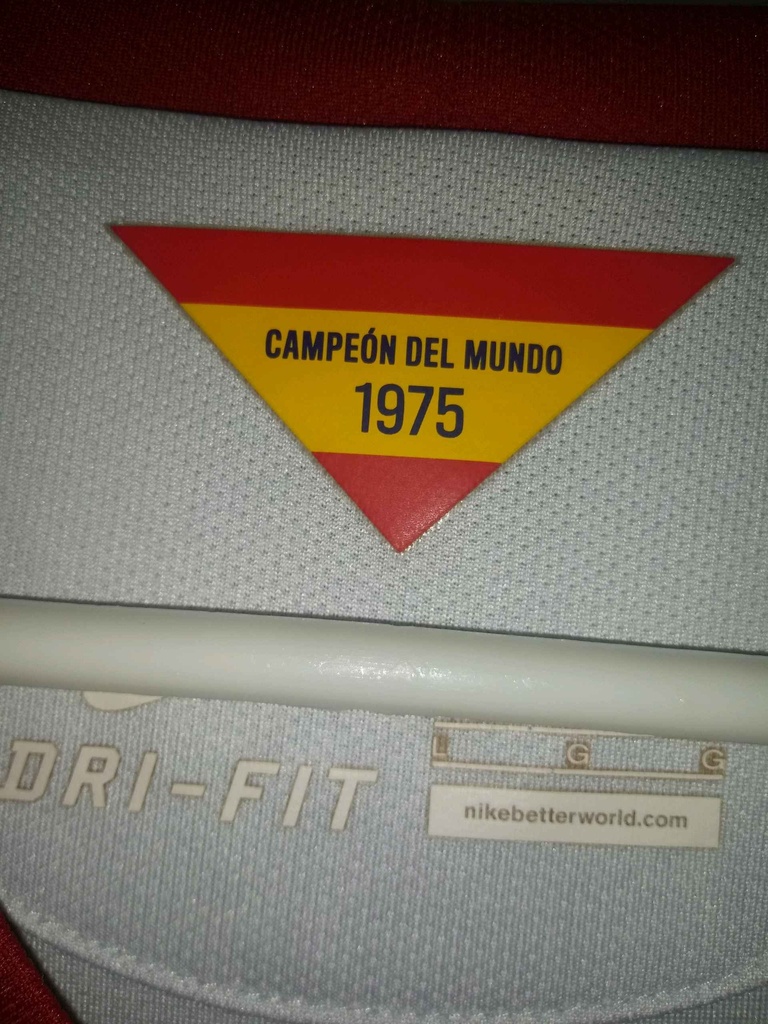 CAMPEÓN DEL MUNDO
1975
DRI-FIT
L G G
nikebetterworld.com